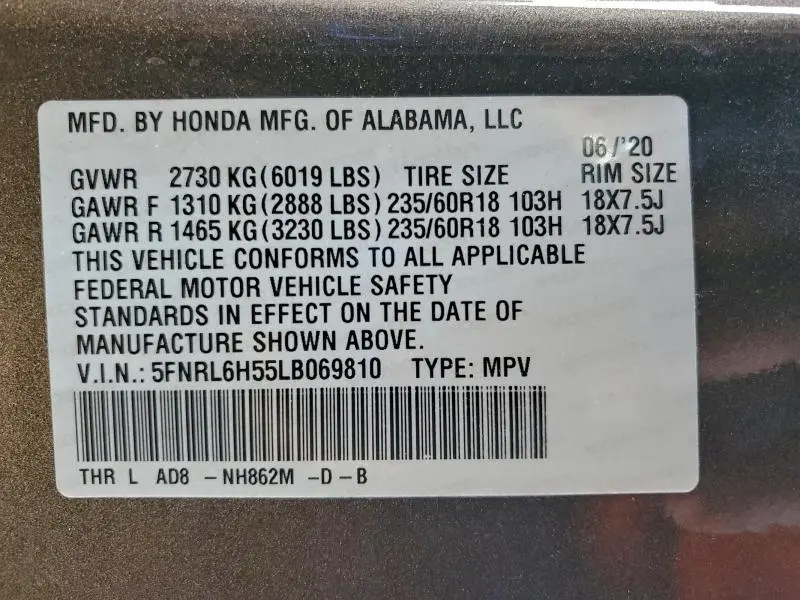 MFD. BY HONDA MFG. OF ALABAMA, LLC
06/'20
GVWR 2730 KG(6019 LBS) TIRE SIZE RIM SIZE
GAWR F 1310 KG(2888 LBS) 235/60R18 103H 18X7.5J
GAWR R 1465 KG(3230 LBS) 235/60R18 103H 18X7.5J
THIS VEHICLE CONFORMS TO ALL APPLICABLE
FEDERAL MOTOR VEHICLE SAFETY
STANDARDS IN EFFECT ON THE DATE OF
MANUFACTURE SHOWN ABOVE.
V.I.N.: 5FNRL6H55LB069810 TYPE: MPV
THR L AD8 -NH862M -D-B